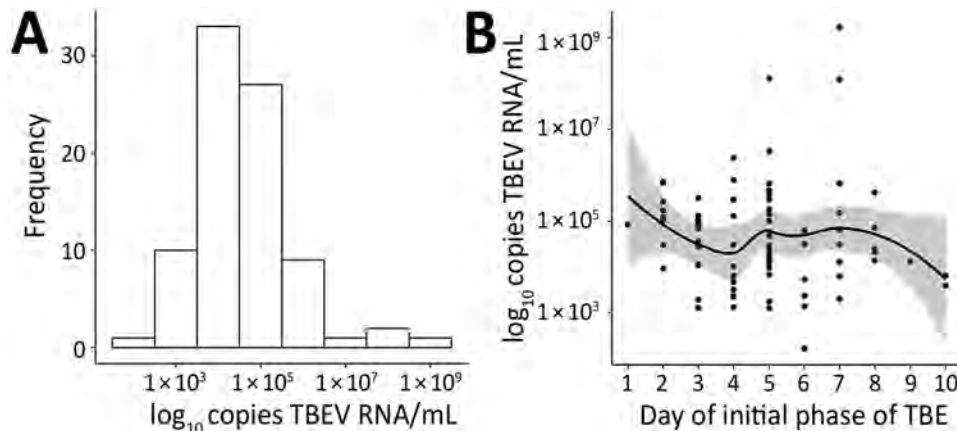 A
Frequency
30
20
10
0
1×10³ 1×10⁵ 1×10⁷ 1×10⁹
log₁₀ copies TBEV RNA/mL
B
log₁₀ copies TBEV RNA/mL
1×10⁹
1×10⁷
1×10⁵
1×10³
1 2 3 4 5 6 7 8 9 10
Day of initial phase of TBE